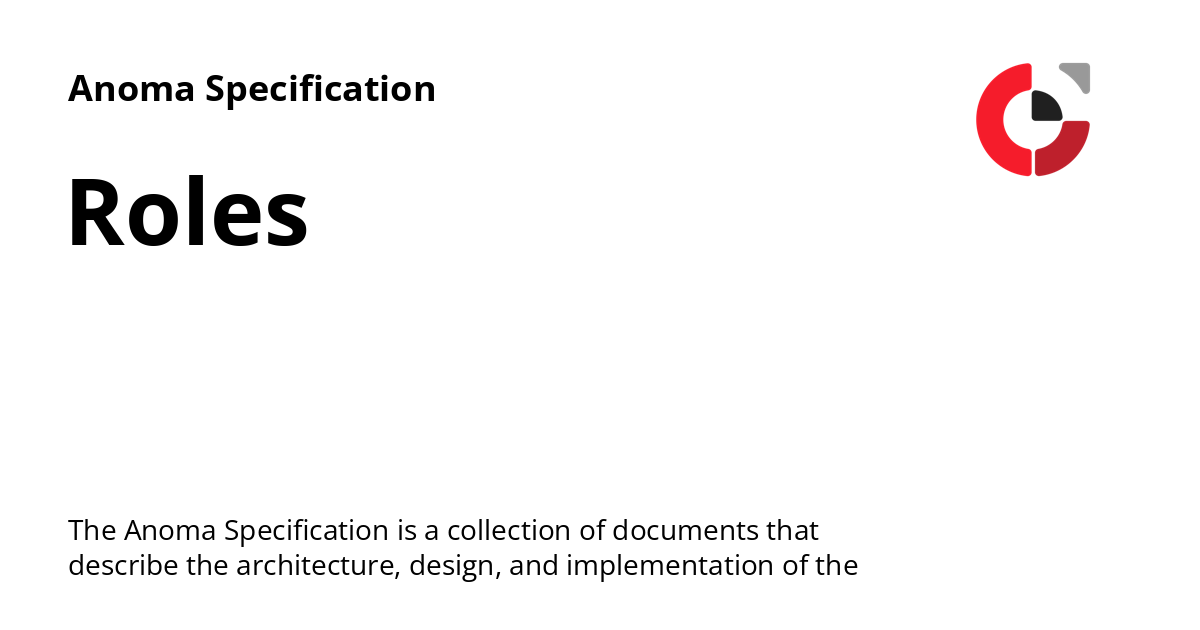 Anoma Specification
Roles
The Anoma Specification is a collection of documents that
describe the architecture, design, and implementation of the